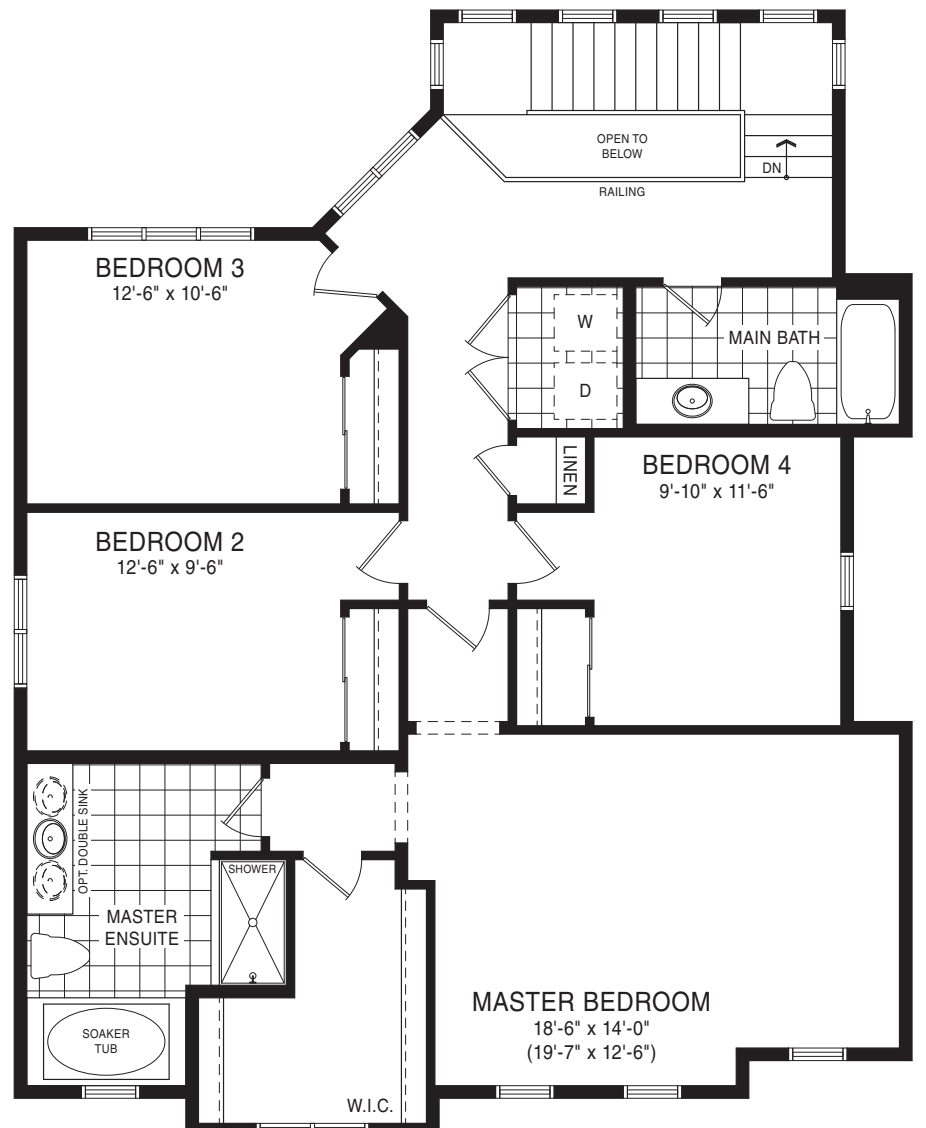 OPEN TO
BELOW
DN
RAILING
BEDROOM 3
12'-6" x 10'-6"
W
D
MAIN BATH
LINEN
BEDROOM 4
9'-10" x 11'-6"
BEDROOM 2
12'-6" x 9'-6"
OPT. DOUBLE SINK
SHOWER
MASTER
ENSUITE
SOAKER
TUB
MASTER BEDROOM
18'-6" x 14'-0"
(19'-7" x 12'-6")
W.I.C.